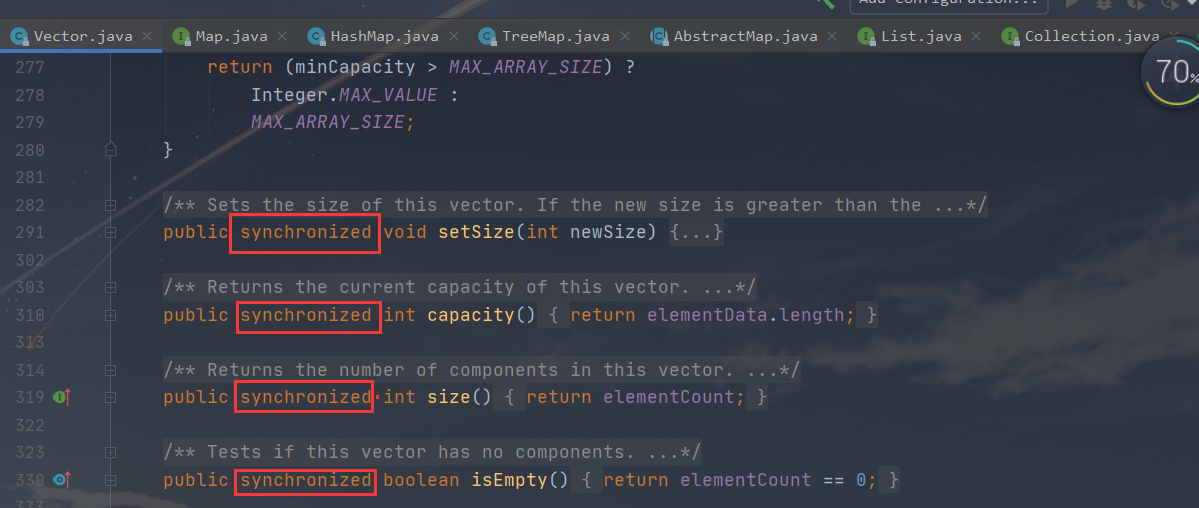 Add Configuration...
Vector.java Map.java HashMap.java TreeMap.java AbstractMap.java List.java Collection.java
70%
277 return (minCapacity > MAX_ARRAY_SIZE) ?
278 Integer.MAX_VALUE :
279 MAX_ARRAY_SIZE;
280 }
281
282 /** Sets the size of this vector. If the new size is greater than the ...*/
291 public synchronized void setSize(int newSize) {...}
302
303 /** Returns the current capacity of this vector. ...*/
310 public synchronized int capacity() { return elementData.length; }
313
314 /** Returns the number of components in this vector. ...*/
319 public synchronized int size() { return elementCount; }
322
323 /** Tests if this vector has no components. ...*/
330 public synchronized boolean isEmpty() { return elementCount == 0; }
333